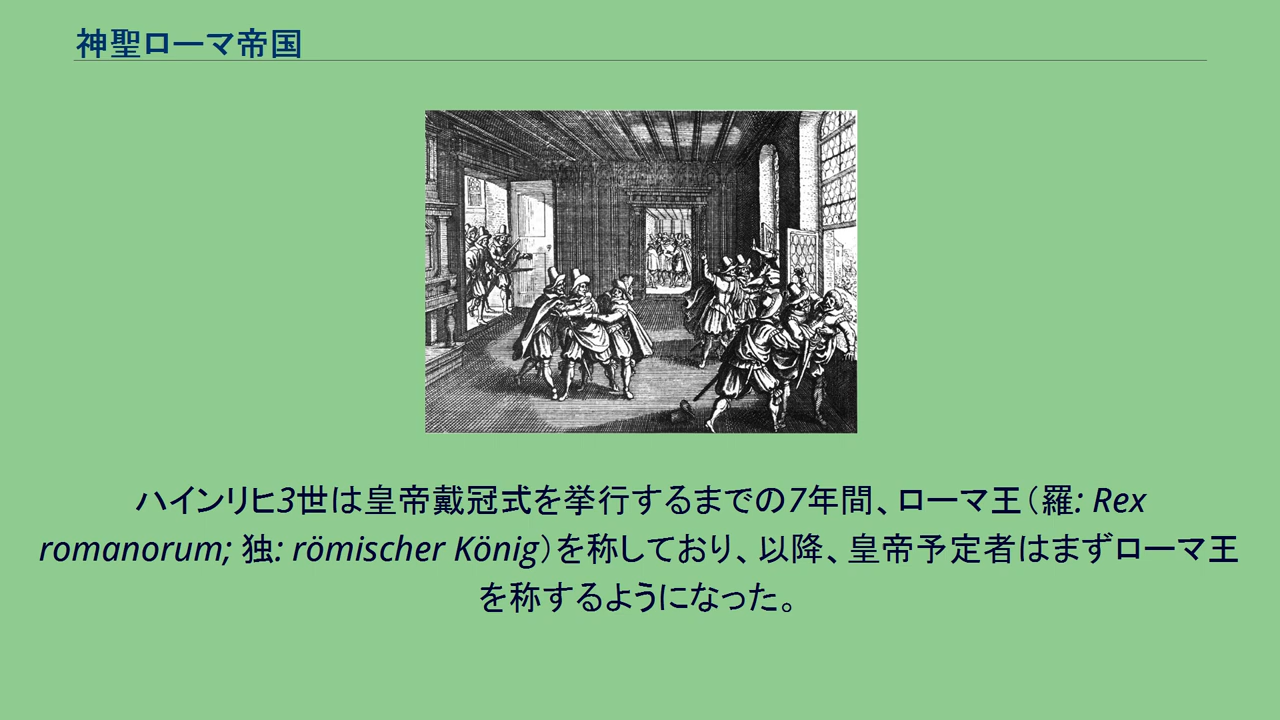 神聖ローマ帝国
ハインリヒ3世は皇帝戴冠式を挙行するまでの7年間、ローマ王（羅: Rex
romanorum; 独: römischer König）を称しており、以降、皇帝予定者はまずローマ王
を称するようになった。